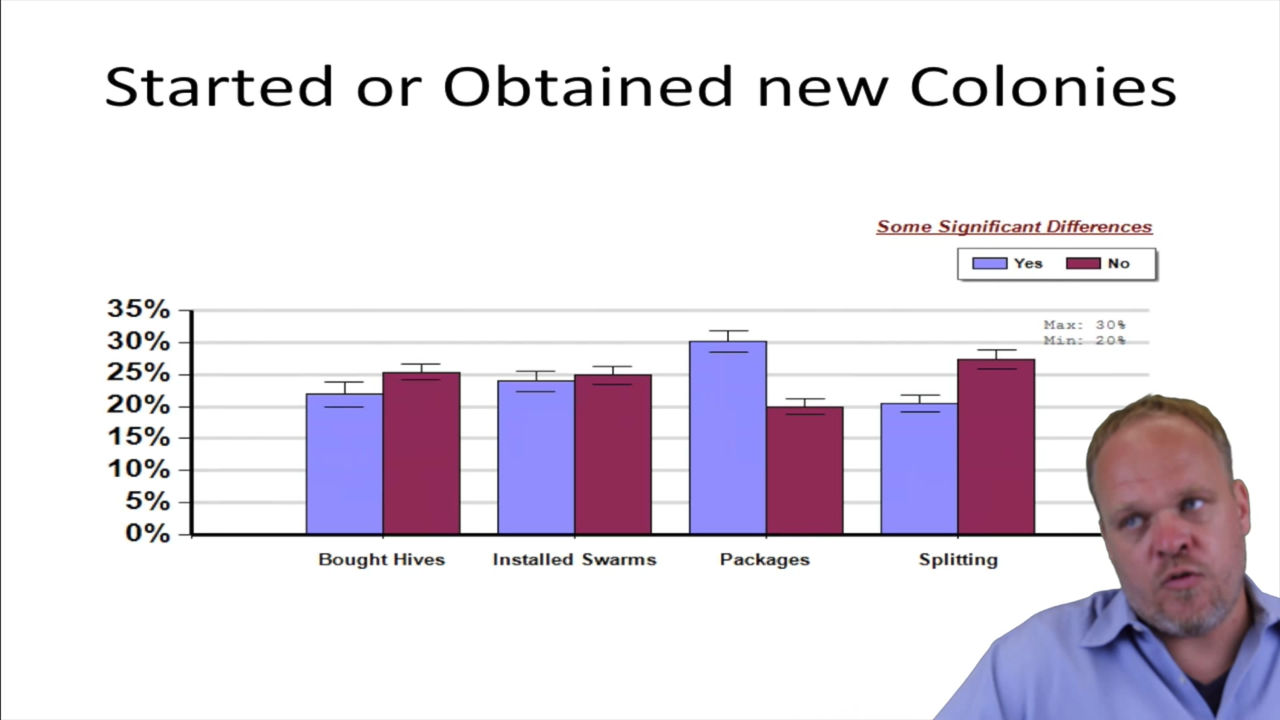 Started or Obtained new Colonies
Some Significant Differences
Yes No
35%
Max: 30%
30%
Min: 20%
25%
20%
15%
10%
5%
0%
Bought Hives Installed Swarms Packages Splitting